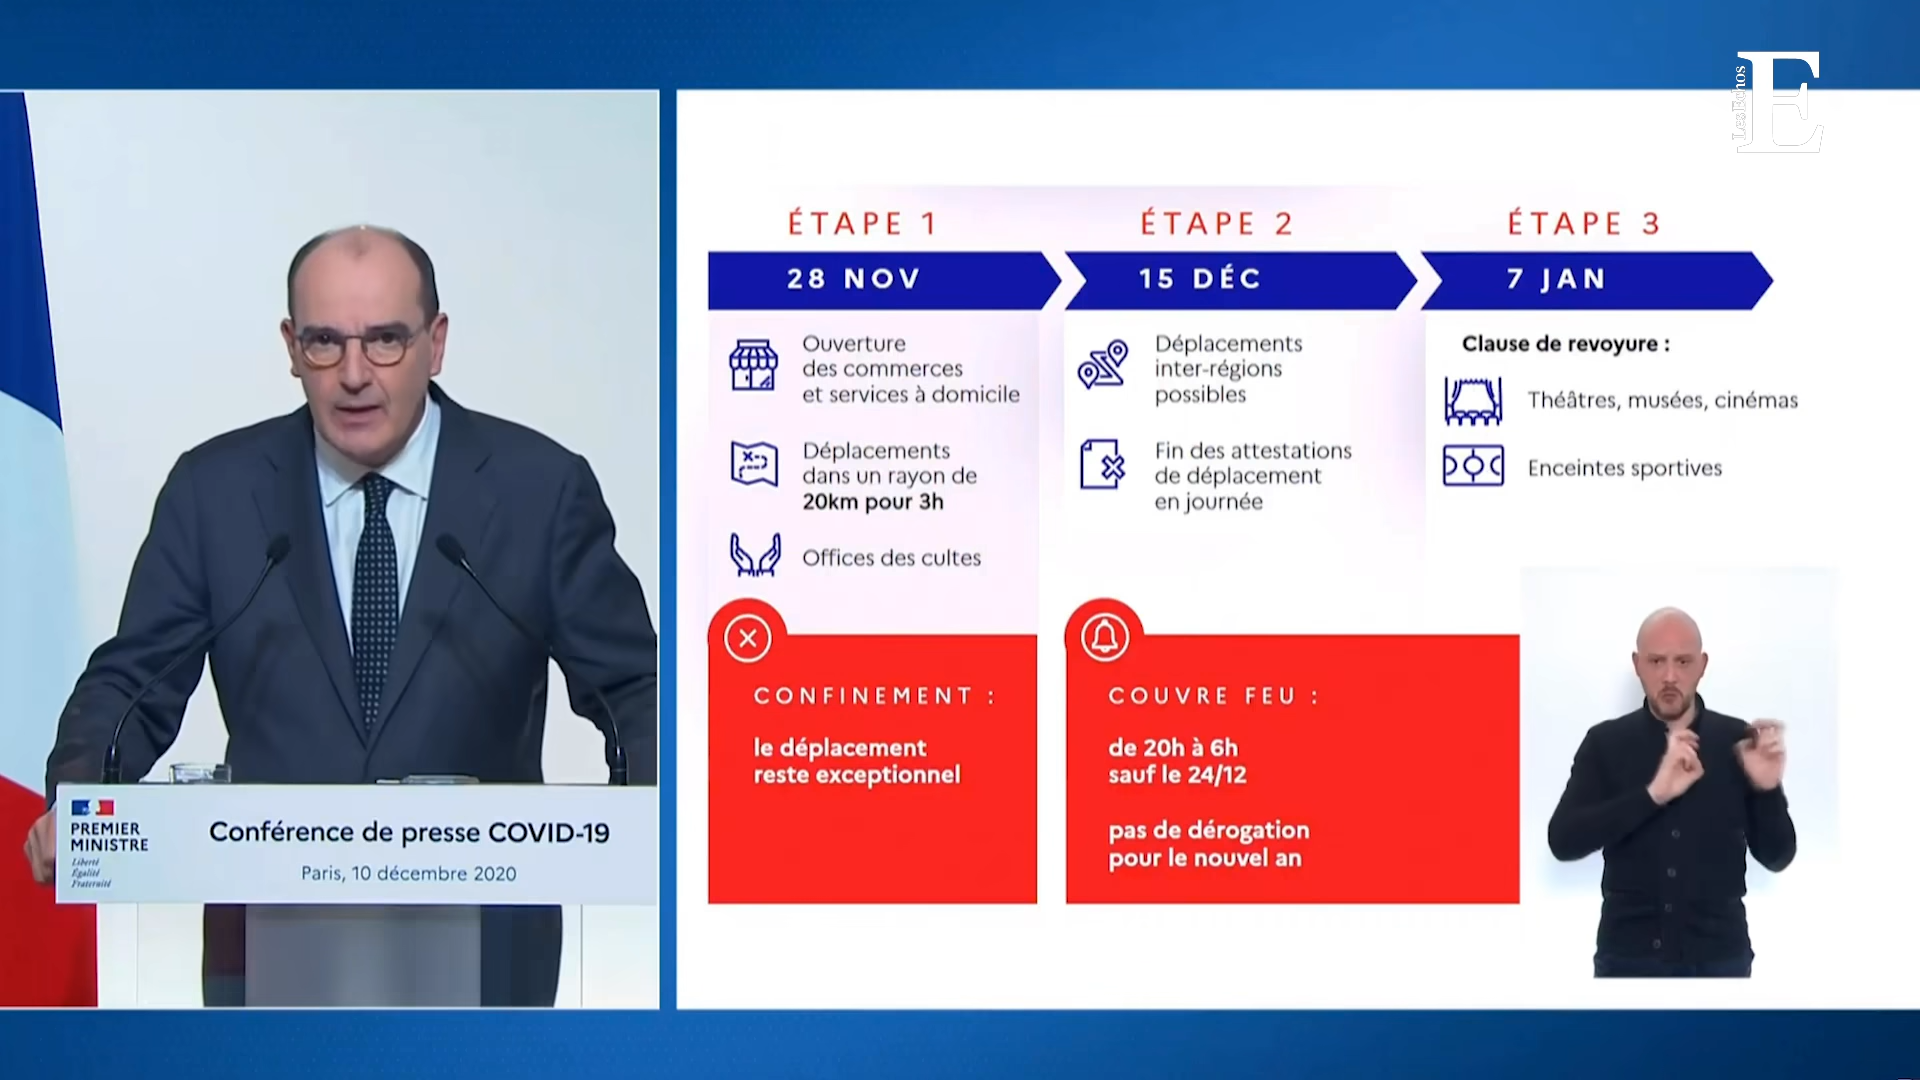 Les Echos
E
PREMIER
MINISTRE
Liberté
Égalité
Fraternité
Conférence de presse COVID-19
Paris, 10 décembre 2020
ÉTAPE 1
28 NOV
Ouverture
des commerces
et services à domicile
Déplacements
dans un rayon de
20km pour 3h
Offices des cultes
CONFINEMENT :
le déplacement
reste exceptionnel
ÉTAPE 2
15 DÉC
Déplacements
inter-régions
possibles
Fin des attestations
de déplacement
en journée
COUVRE FEU :
de 20h à 6h
sauf le 24/12
pas de dérogation
pour le nouvel an
ÉTAPE 3
7 JAN
Clause de revoyure :
Théâtres, musées, cinémas
Enceintes sportives